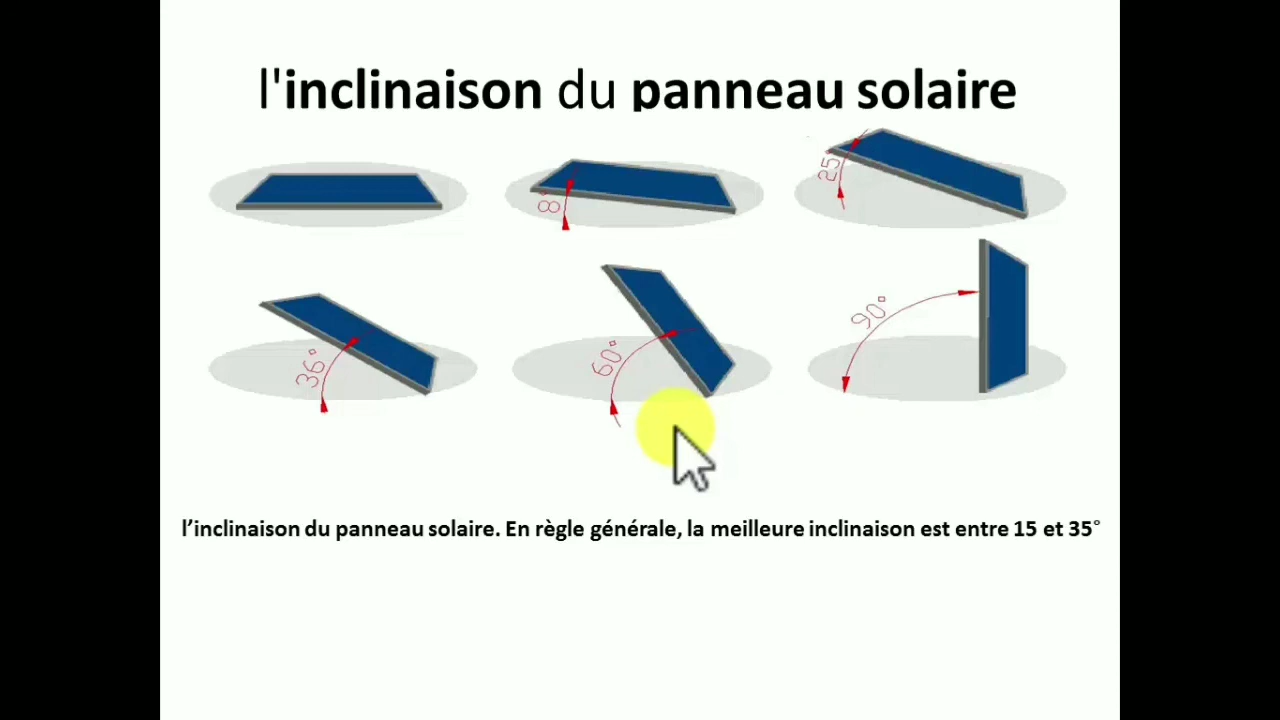 l'inclinaison du panneau solaire
8°
25°
36°
60°
90°
l’inclinaison du panneau solaire. En règle générale, la meilleure inclinaison est entre 15 et 35°